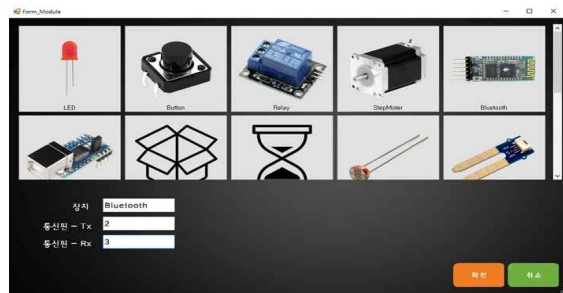 Form_Module
LED
Button
Relay
StepMoter
Bluetooth
장치 Bluetooth
통신핀 - Tx 2
통신핀 - Rx 3
확인 취소